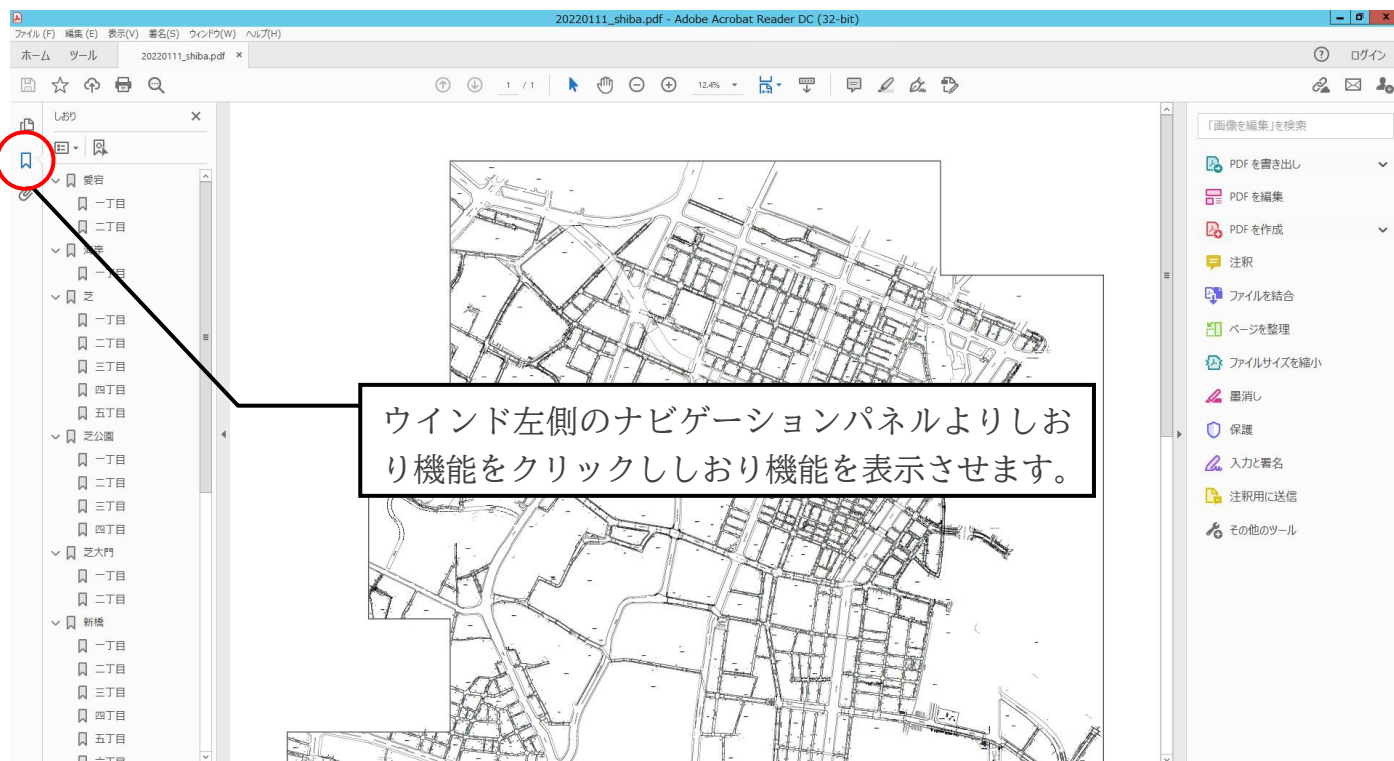 20220111_shiba.pdf - Adobe Acrobat Reader DC (32-bit)
ファイル(F) 編集(E) 表示(V) 署名(S) ウィンドウ(W) ヘルプ(H)
ホーム ツール 20220111_shiba.pdf × ? ログイン
1 / 1 12.4%
しおり ×
愛宕
一丁目
二丁目
海岸
一丁目
芝
一丁目
二丁目
三丁目
四丁目
五丁目
芝公園
一丁目
二丁目
三丁目
四丁目
芝大門
一丁目
二丁目
新橋
一丁目
二丁目
三丁目
四丁目
五丁目
六丁目
ウインド左側のナビゲーションパネルよりしお
り機能をクリックししおり機能を表示させます。
「画像を編集」を検索
PDF を書き出し
PDF を編集
PDF を作成
注釈
ファイルを結合
ページを整理
ファイルサイズを縮小
墨消し
保護
入力と署名
注釈用に送信
その他のツール